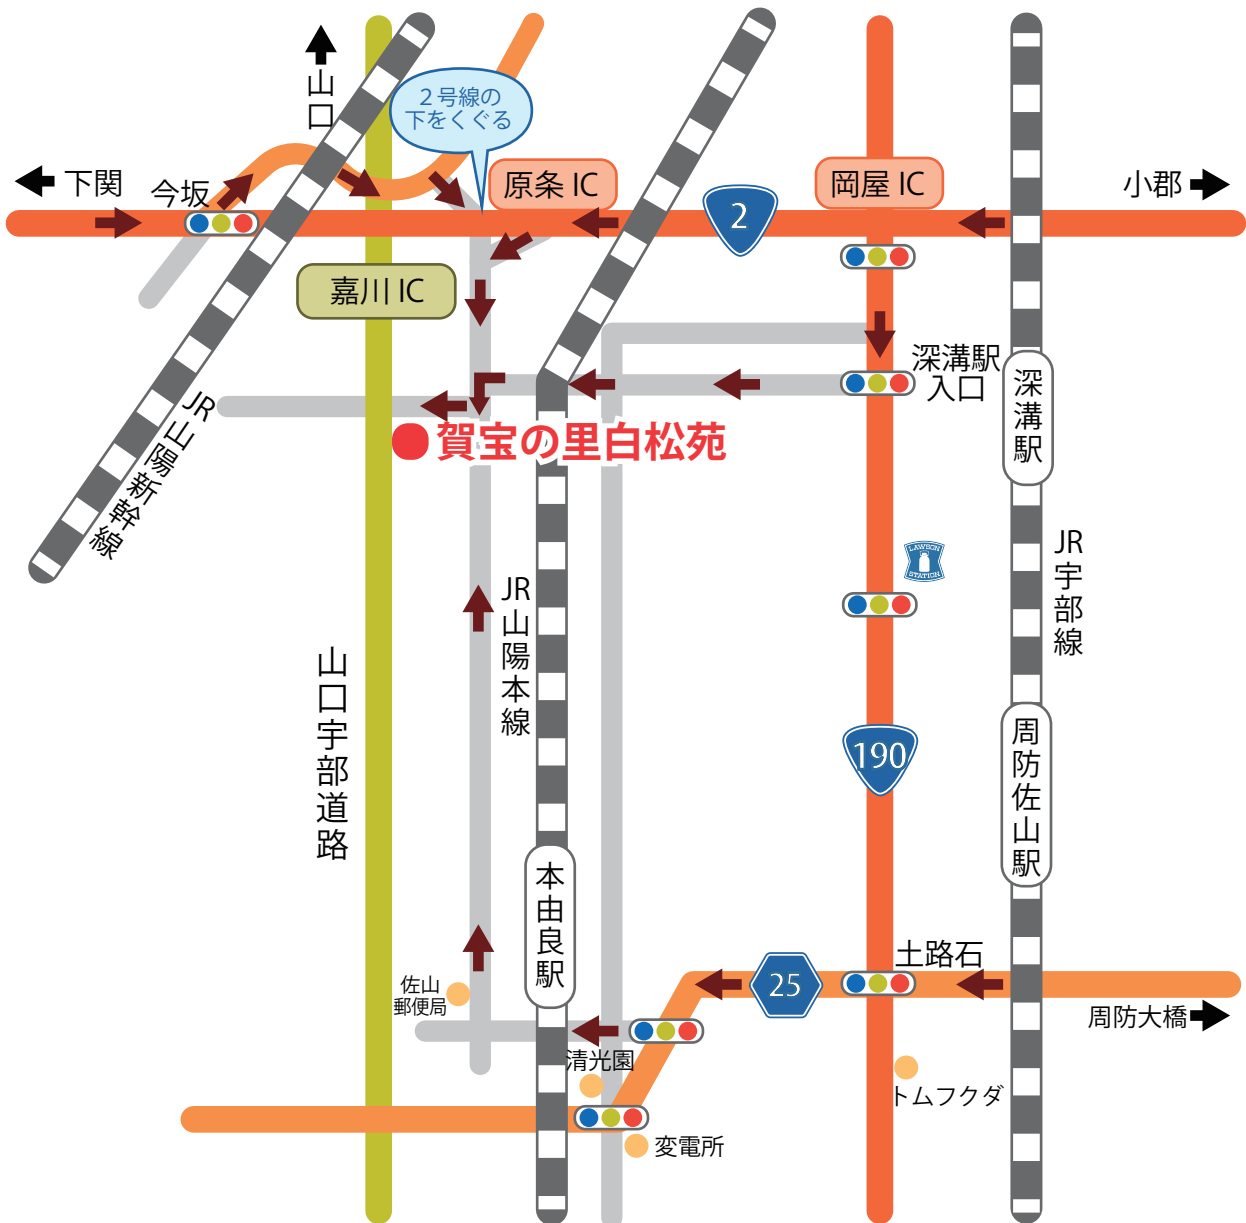 山口
２号線の
下をくぐる
下関
今坂
原条 IC
2
岡屋 IC
小郡
嘉川 IC
深溝駅
入口
深溝駅
JR山陽新幹線
賀宝の里白松苑
LAWSON
STATION
JR宇部線
JR山陽本線
山口宇部道路
190
周防佐山駅
本由良駅
土路石
佐山
郵便局
25
周防大橋
清光園
トムフクダ
変電所